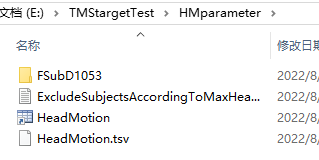 文档 (E:) > TMStargetTest > HMparameter >
名称 修改日期
FSubD1053 2022/8/
ExcludeSubjectsAccordingToMaxHea... 2022/8/
HeadMotion 2022/8/
HeadMotion.tsv 2022/8/